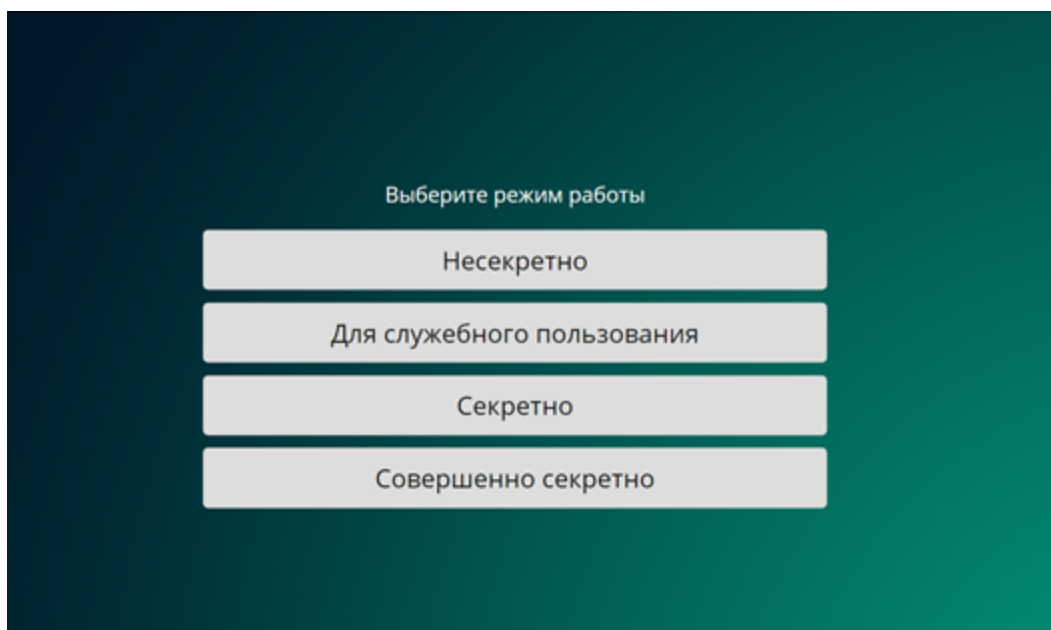 Выберите режим работы
Несекретно
Для служебного пользования
Секретно
Совершенно секретно